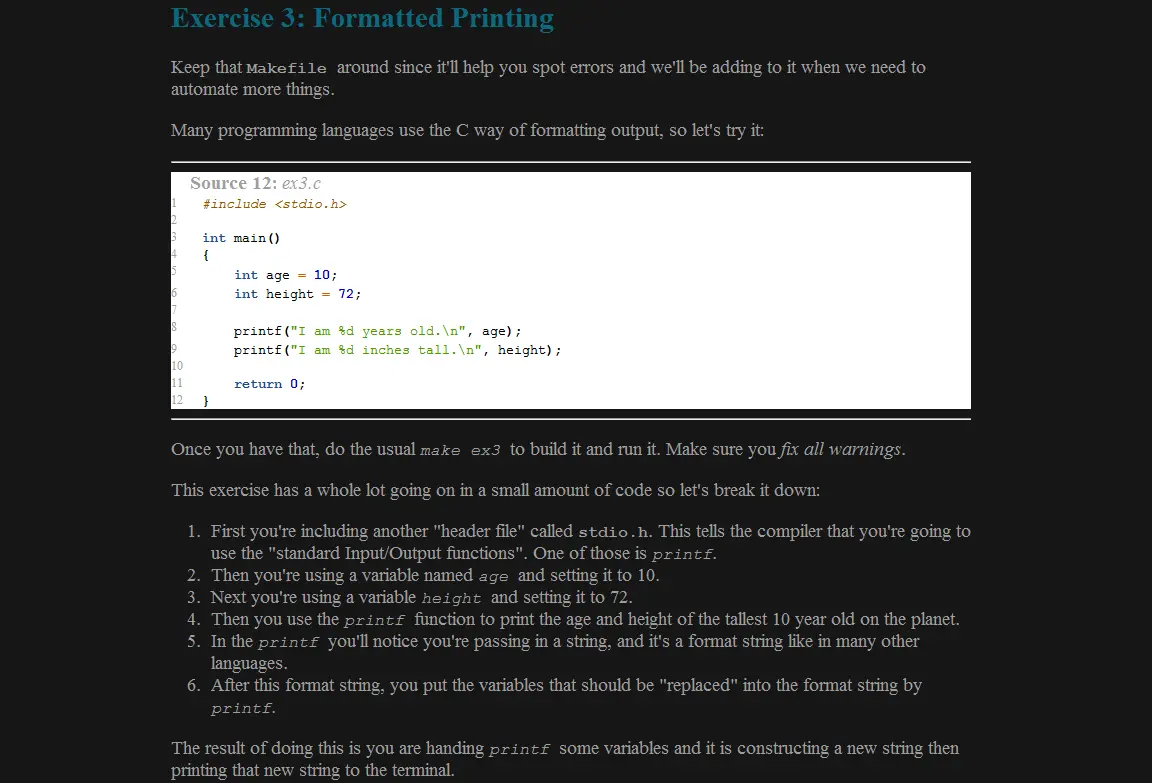 Exercise 3: Formatted Printing
Keep that Makefile around since it'll help you spot errors and we'll be adding to it when we need to
automate more things.
Many programming languages use the C way of formatting output, so let's try it:
Source 12: ex3.c
1 #include <stdio.h>
2
3 int main()
4 {
5 int age = 10;
6 int height = 72;
7
8 printf("I am %d years old.\n", age);
9 printf("I am %d inches tall.\n", height);
10
11 return 0;
12 }
Once you have that, do the usual make ex3 to build it and run it. Make sure you fix all warnings.
This exercise has a whole lot going on in a small amount of code so let's break it down:
1. First you're including another "header file" called stdio.h. This tells the compiler that you're going to
use the "standard Input/Output functions". One of those is printf.
2. Then you're using a variable named age and setting it to 10.
3. Next you're using a variable height and setting it to 72.
4. Then you use the printf function to print the age and height of the tallest 10 year old on the planet.
5. In the printf you'll notice you're passing in a string, and it's a format string like in many other
languages.
6. After this format string, you put the variables that should be "replaced" into the format string by
printf.
The result of doing this is you are handing printf some variables and it is constructing a new string then
printing that new string to the terminal.